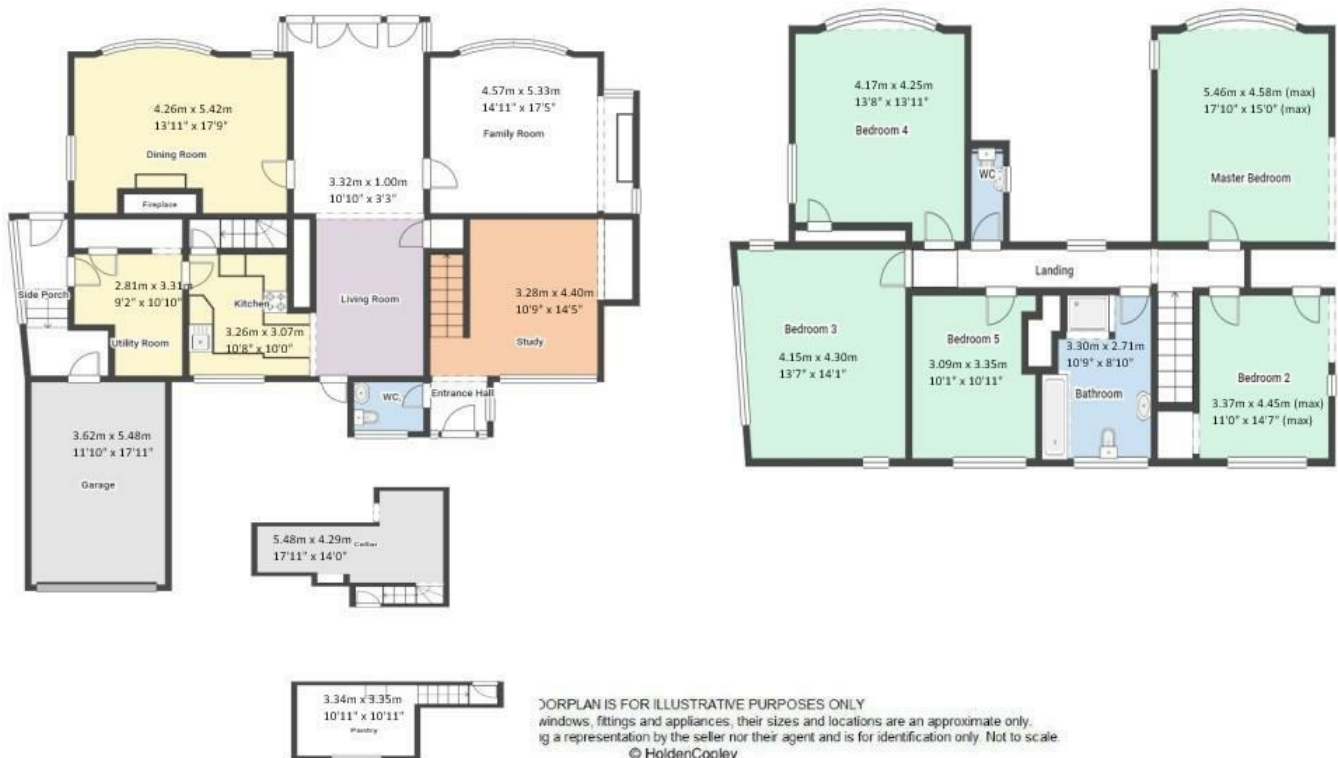 4.26m x 5.42m
13'11" x 17'9"
Dining Room
Fireplace
4.57m x 5.33m
14'11" x 17'5"
Family Room
3.32m x 1.00m
10'10" x 3'3"
Side Porch
2.81m x 3.31m
9'2" x 10'10"
Utility Room
Kitchen
3.26m x 3.07m
10'8" x 10'0"
Living Room
3.28m x 4.40m
10'9" x 14'5"
Study
WC
Entrance Hall
3.62m x 5.48m
11'10" x 17'11"
Garage
5.48m x 4.29m
17'11" x 14'0"
Cellar
3.34m x 3.35m
10'11" x 10'11"
Pantry
4.17m x 4.25m
13'8" x 13'11"
Bedroom 4
WC
5.46m x 4.58m (max)
17'10" x 15'0" (max)
Master Bedroom
Landing
Bedroom 3
4.15m x 4.30m
13'7" x 14'1"
Bedroom 5
3.09m x 3.35m
10'1" x 10'11"
3.30m x 2.71m
10'9" x 8'10"
Bathroom
Bedroom 2
3.37m x 4.45m (max)
11'0" x 14'7" (max)
OORPLAN IS FOR ILLUSTRATIVE PURPOSES ONLY
windows, fittings and appliances, their sizes and locations are an approximate only.
ng a representation by the seller nor their agent and is for identification only. Not to scale.
© HoldenCopley